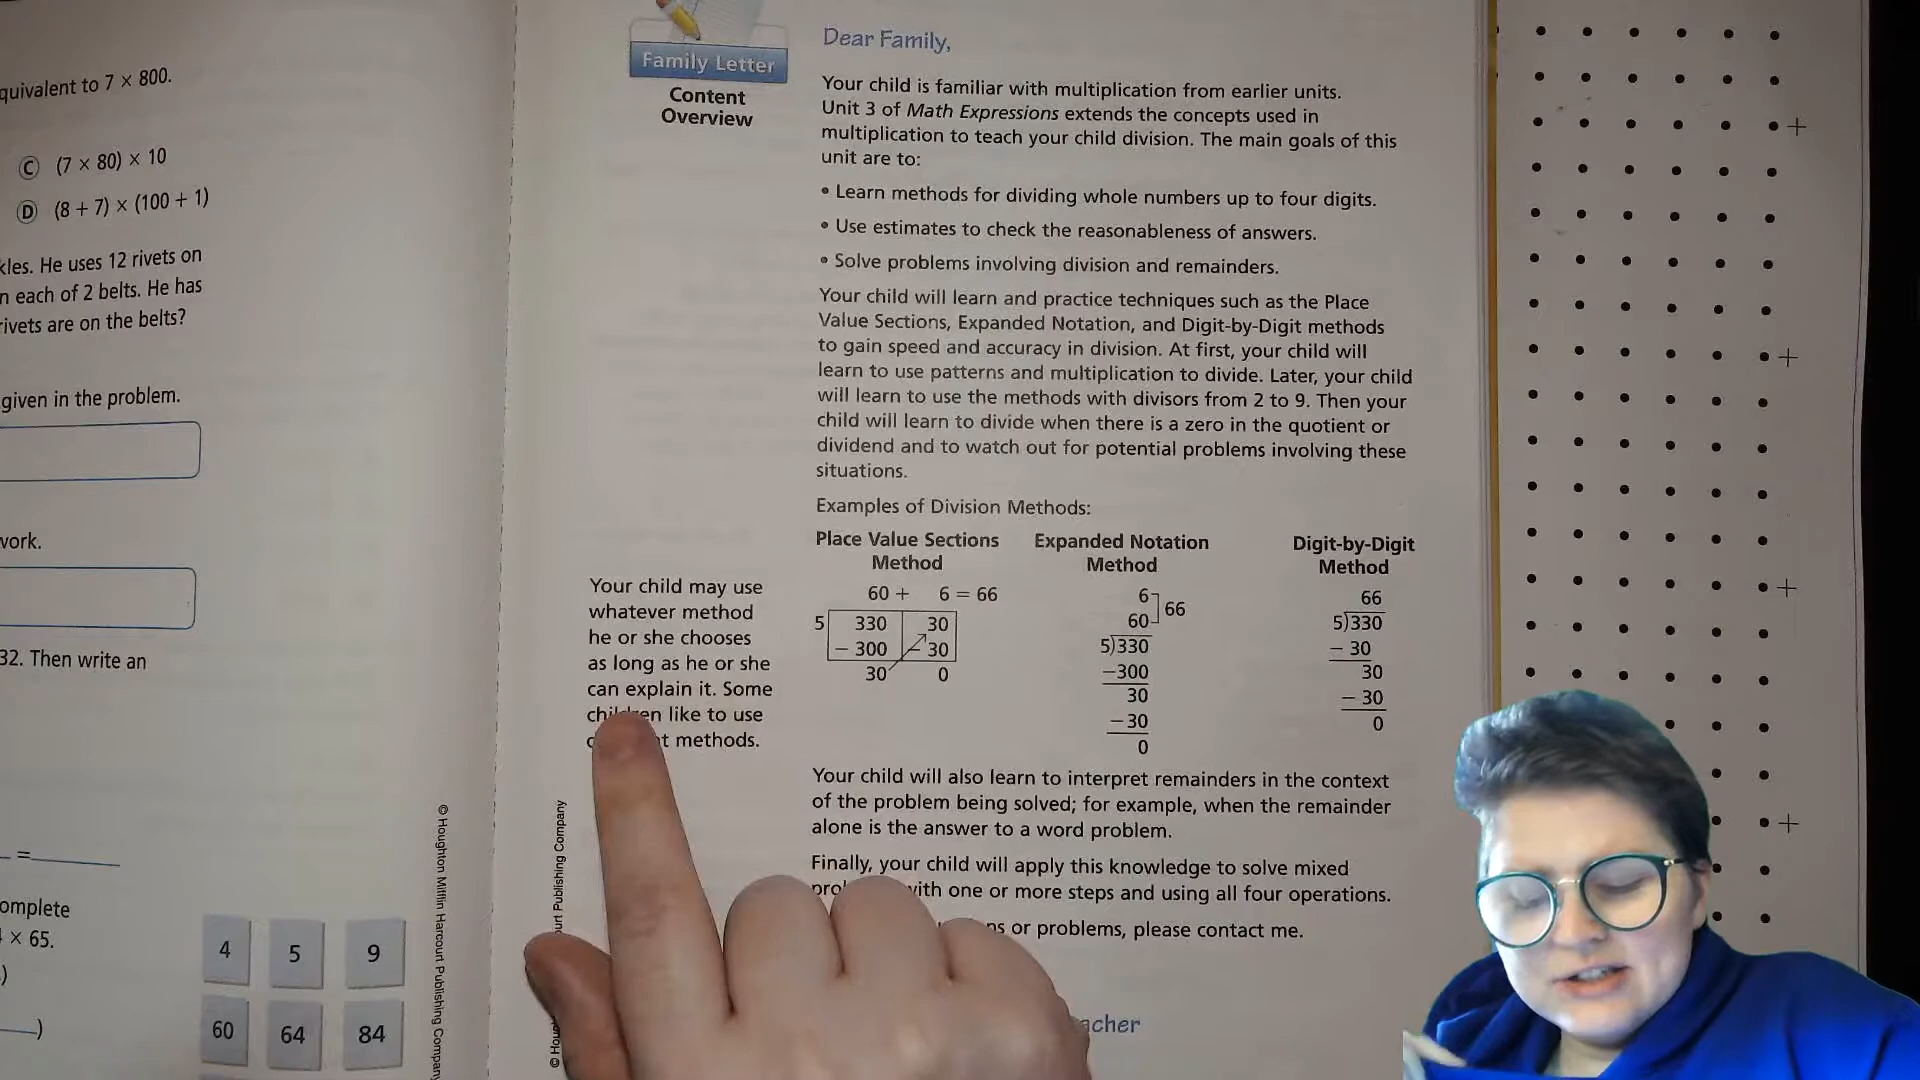 quivalent to 7 × 800.
C (7 × 80) × 10
D (8 + 7) × (100 + 1)
kles. He uses 12 rivets on
n each of 2 belts. He has
rivets are on the belts?
given in the problem.
work.
32. Then write an
=
omplete
× 65.
)
)
4 5 9
60 64 84
© Houghton Mifflin Harcourt Publishing Company
Family Letter
Content
Overview
Dear Family,
Your child is familiar with multiplication from earlier units.
Unit 3 of Math Expressions extends the concepts used in
multiplication to teach your child division. The main goals of this
unit are to:
• Learn methods for dividing whole numbers up to four digits.
• Use estimates to check the reasonableness of answers.
• Solve problems involving division and remainders.
Your child will learn and practice techniques such as the Place
Value Sections, Expanded Notation, and Digit-by-Digit methods
to gain speed and accuracy in division. At first, your child will
learn to use patterns and multiplication to divide. Later, your child
will learn to use the methods with divisors from 2 to 9. Then your
child will learn to divide when there is a zero in the quotient or
dividend and to watch out for potential problems involving these
situations.
Examples of Division Methods:
Place Value Sections
Method
60 + 6 = 66
5 330 30
− 300 − 30
30 0
Expanded Notation
Method
6
60 66
5)330
−300
30
−30
0
Digit-by-Digit
Method
66
5)330
− 30
30
− 30
0
Your child may use
whatever method
he or she chooses
as long as he or she
can explain it. Some
children like to use
t methods.
Your child will also learn to interpret remainders in the context
of the problem being solved; for example, when the remainder
alone is the answer to a word problem.
Finally, your child will apply this knowledge to solve mixed
with one or more steps and using all four operations.
or problems, please contact me.
acher
© Hou
urt Publishing Company